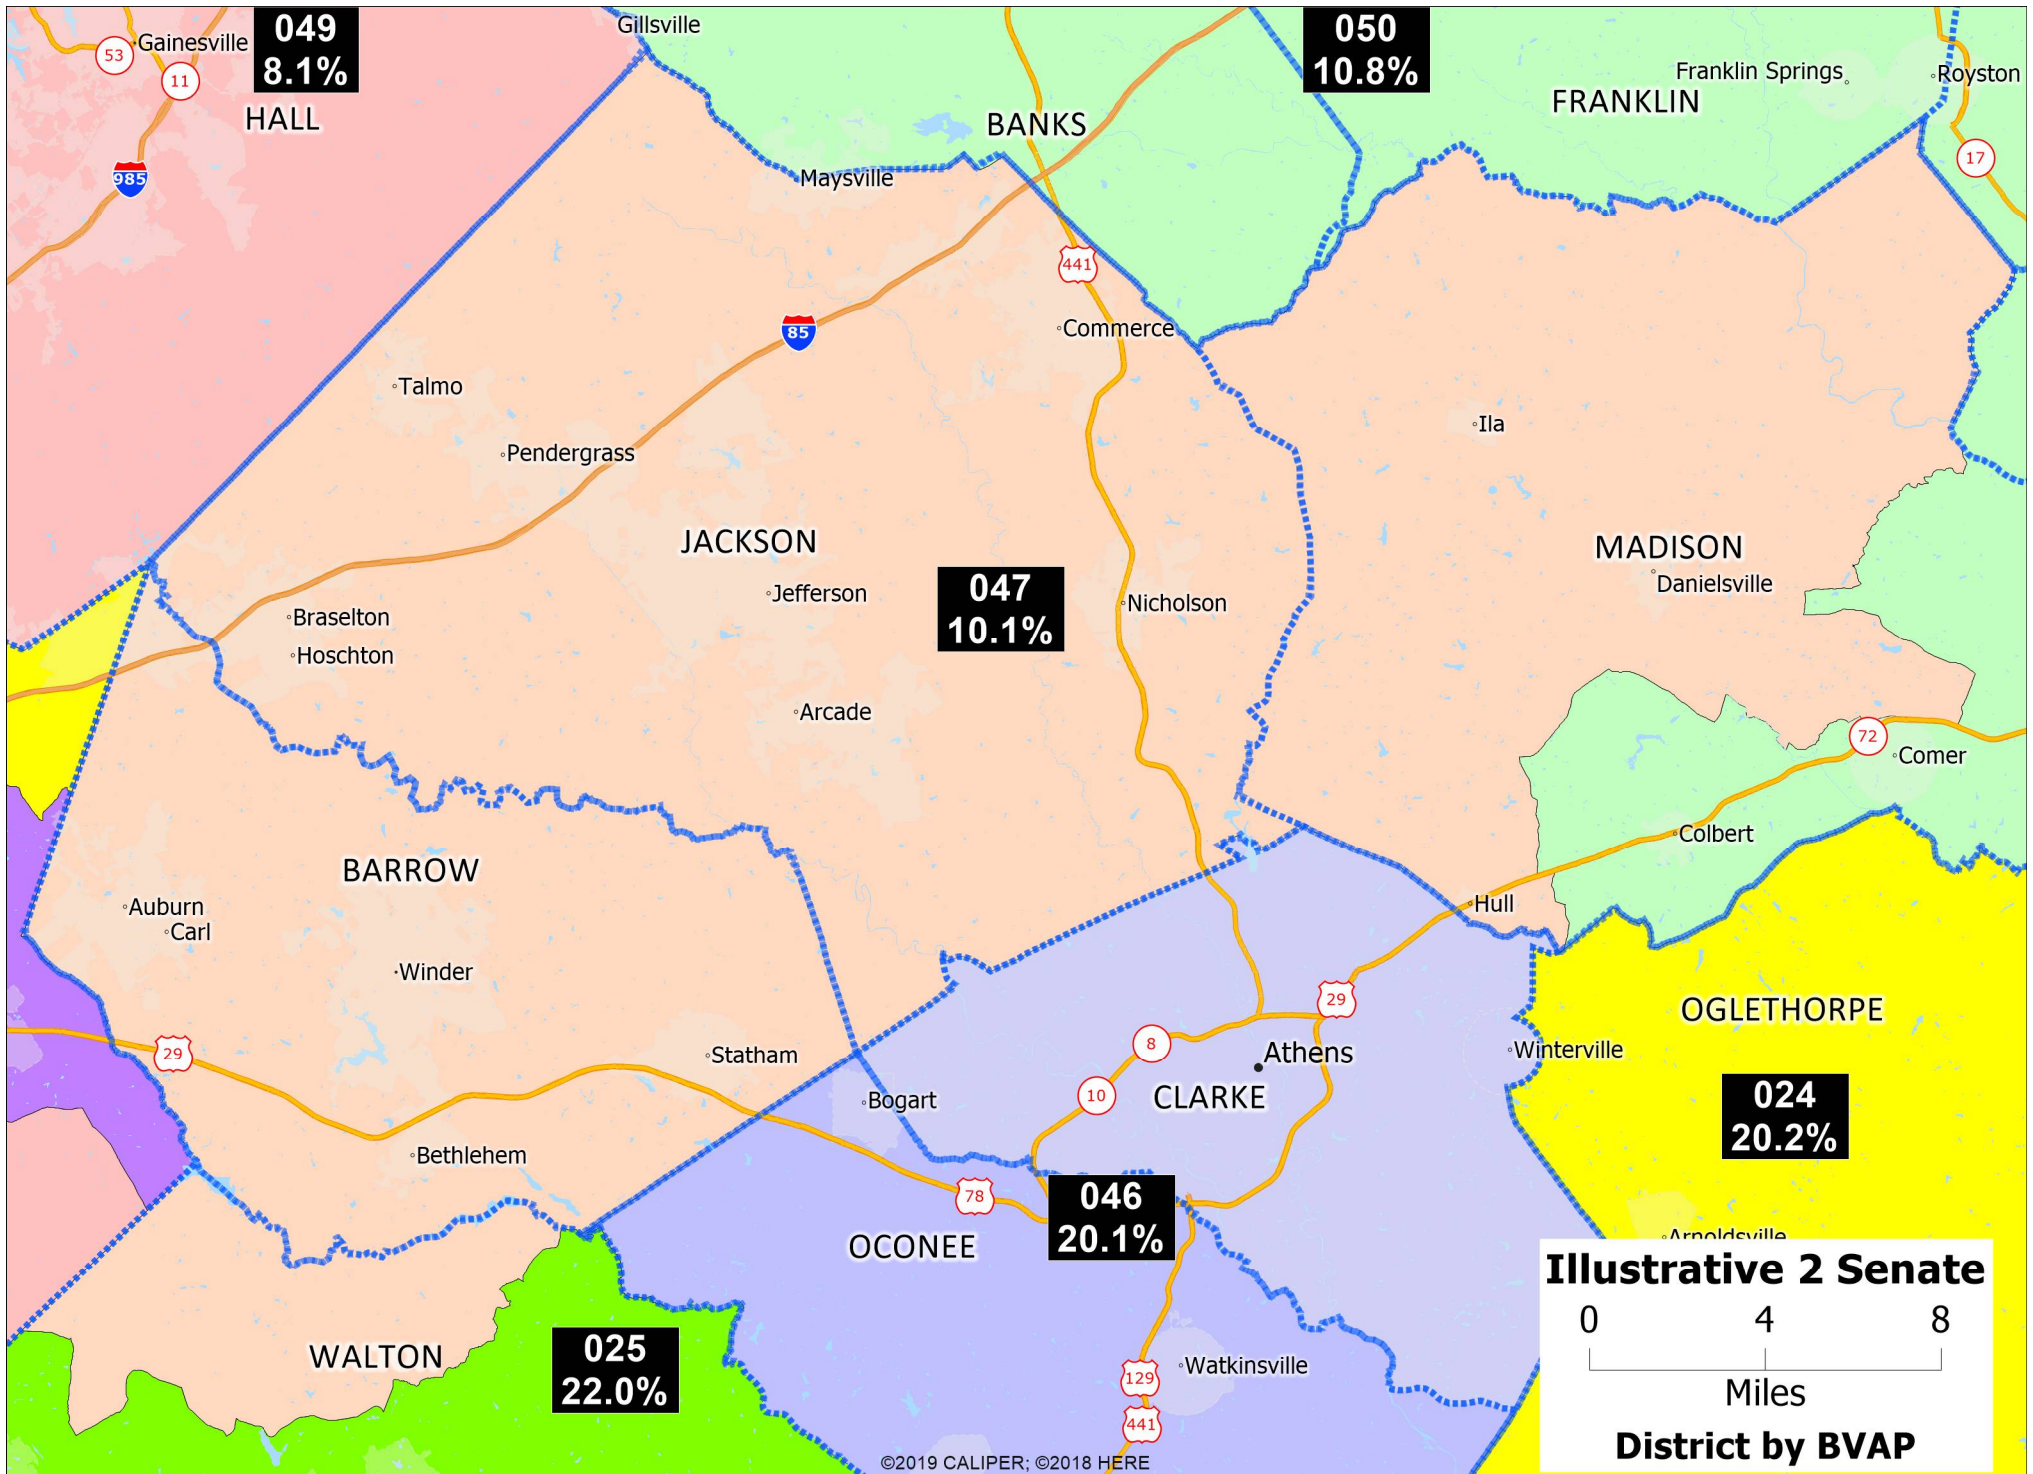 Gillsville
049
8.1%
050
10.8%
Gainesville
53
11
Franklin Springs
Royston
FRANKLIN
HALL
BANKS
17
985
Maysville
441
85
Commerce
Talmo
Ila
Pendergrass
JACKSON
MADISON
Danielsville
Jefferson
047
10.1%
Nicholson
Braselton
Hoschton
Arcade
72
Comer
Colbert
BARROW
Auburn
Carl
Hull
Winder
29
OGLETHORPE
8
Athens
Winterville
29
Statham
10
CLARKE
Bogart
024
20.2%
Bethlehem
78
046
20.1%
Arnoldsville
OCONEE
Illustrative 2 Senate
0 4 8
Miles
District by BVAP
WALTON
025
22.0%
Watkinsville
129
441
©2019 CALIPER; ©2018 HERE